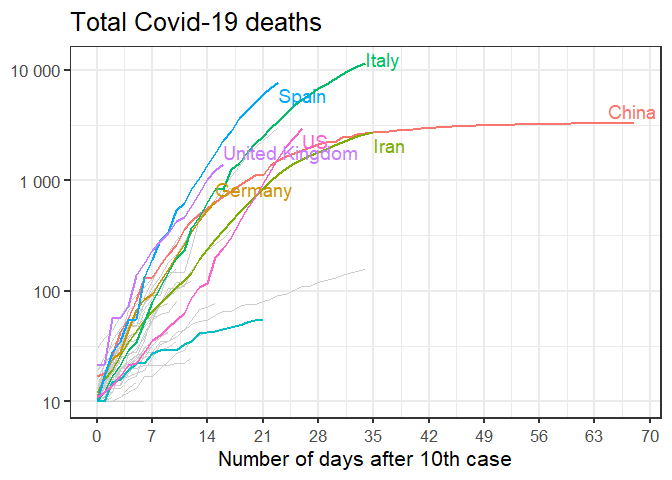 Total Covid-19 deaths
10 000
1 000
100
10
Italy
Spain
China
US
United Kingdom
Iran
Germany
0 7 14 21 28 35 42 49 56 63 70
Number of days after 10th case